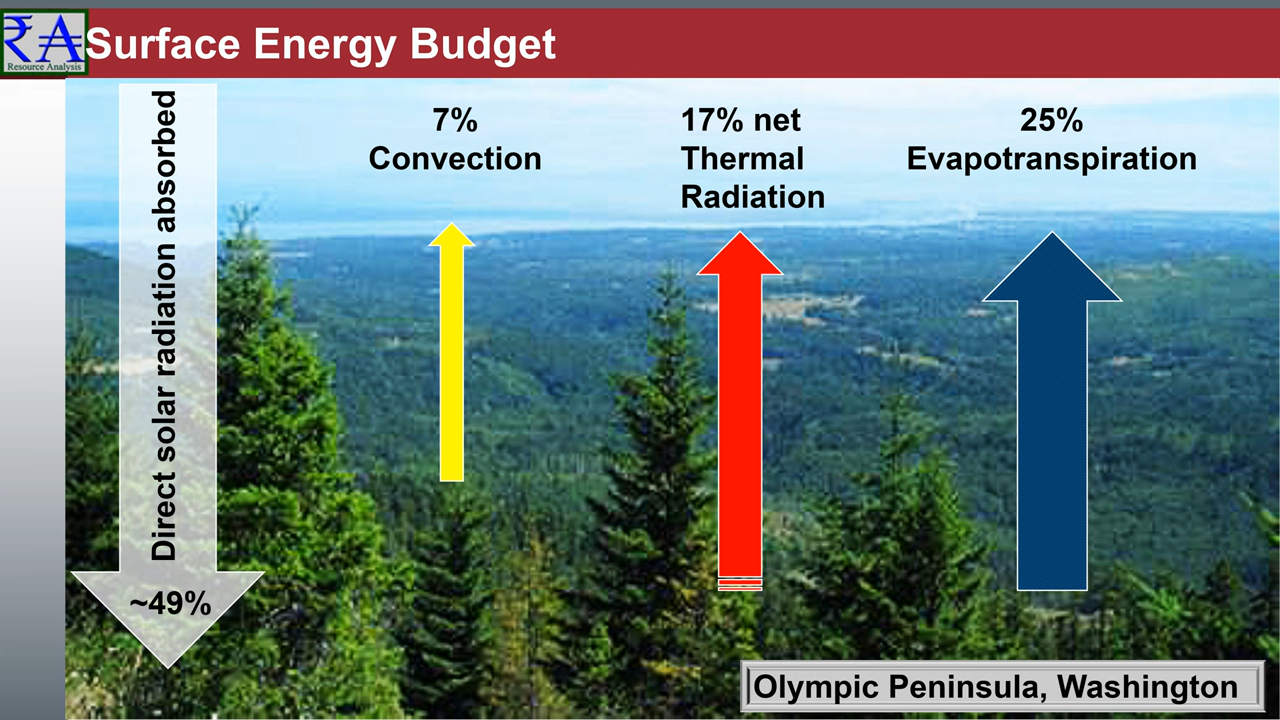 ₹A
Resource Analysis
Surface Energy Budget
Direct solar radiation absorbed
~49%
7%
Convection
17% net
Thermal
Radiation
25%
Evapotranspiration
Olympic Peninsula, Washington